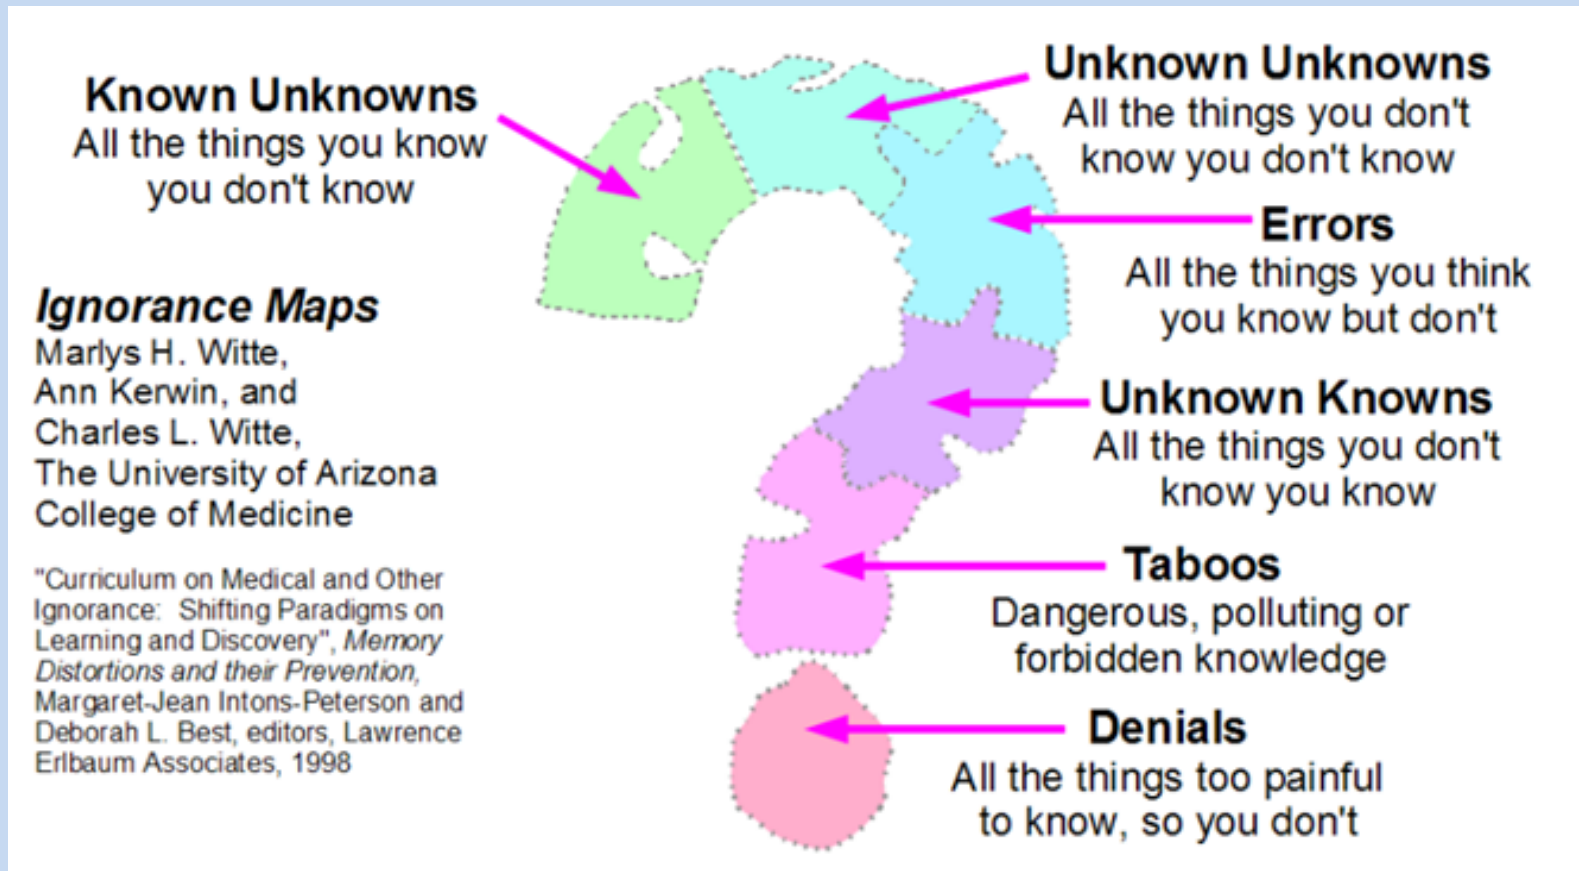 Known Unknowns
All the things you know
you don't know
Unknown Unknowns
All the things you don't
know you don't know
Errors
All the things you think
you know but don't
Unknown Knowns
All the things you don't
know you know
Taboos
Dangerous, polluting or
forbidden knowledge
Denials
All the things too painful
to know, so you don't
Ignorance Maps
Marlys H. Witte,
Ann Kerwin, and
Charles L. Witte,
The University of Arizona
College of Medicine
"Curriculum on Medical and Other
Ignorance:  Shifting Paradigms on
Learning and Discovery", Memory
Distortions and their Prevention,
Margaret-Jean Intons-Peterson and
Deborah L. Best, editors, Lawrence
Erlbaum Associates, 1998